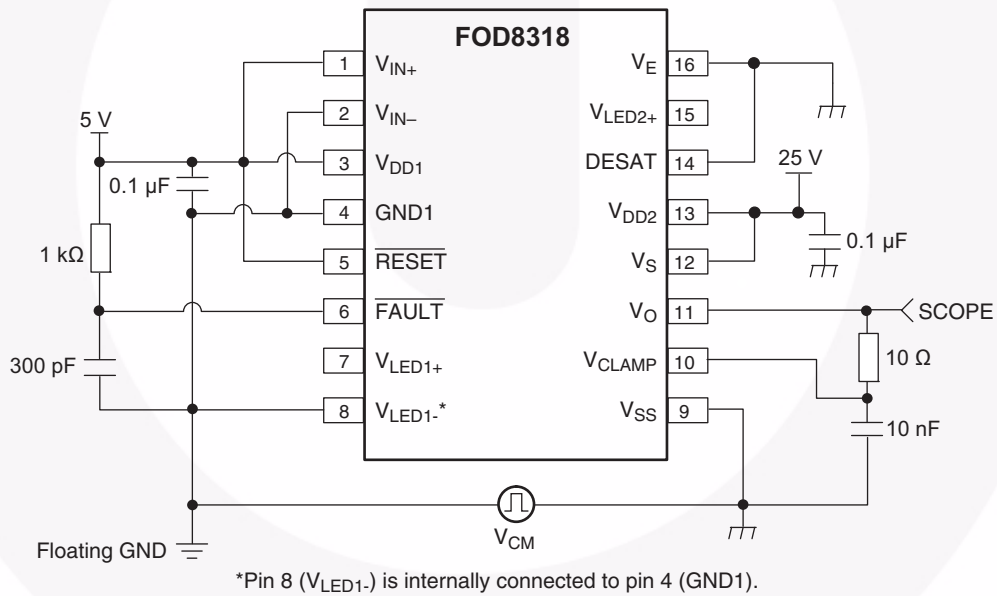 FOD8318
1 V_IN+
2 V_IN–
3 V_DD1
4 GND1
5 RESET
6 FAULT
7 V_LED1+
8 V_LED1-*
V_E 16
V_LED2+ 15
DESAT 14
V_DD2 13
V_S 12
V_O 11
V_CLAMP 10
V_SS 9
5 V
0.1 μF
1 kΩ
300 pF
25 V
0.1 μF
SCOPE
10 Ω
10 nF
V_CM
Floating GND
*Pin 8 (V_LED1-) is internally connected to pin 4 (GND1).